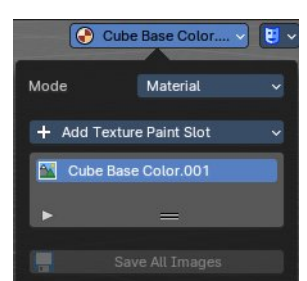 Cube Base Color....
Mode Material
Add Texture Paint Slot
Cube Base Color.001
Save All Images